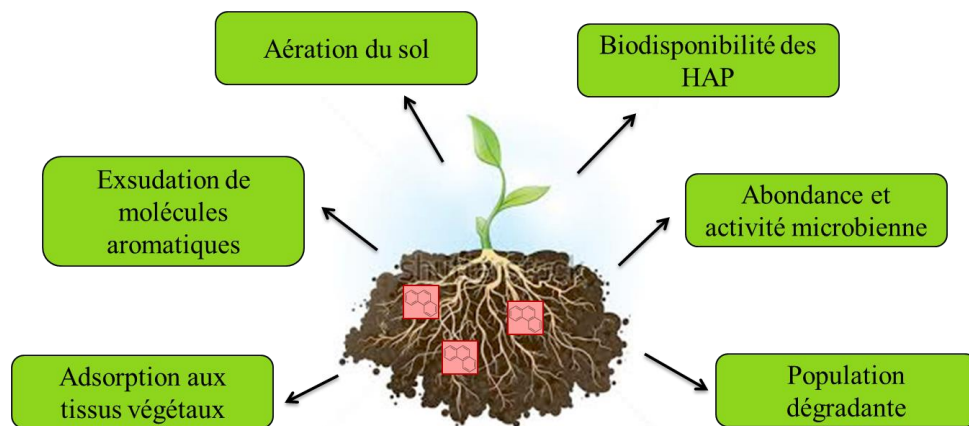 Aération du sol
Biodisponibilité des
HAP
Exsudation de
molécules
aromatiques
Abondance et
activité microbienne
Adsorption aux
tissus végétaux
Population
dégradante